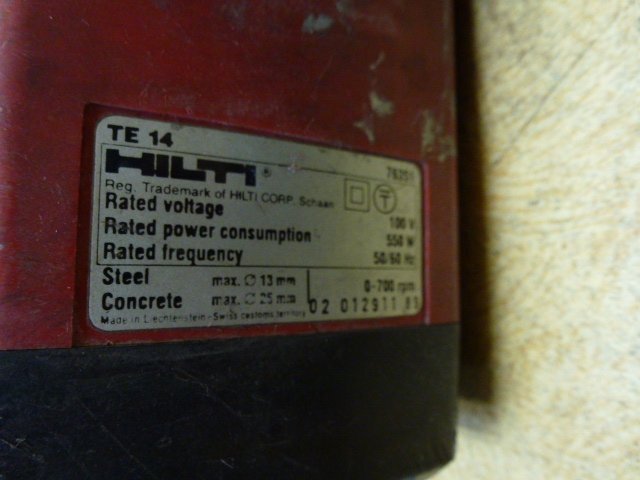 TE 14
HILTI ® 76251
Reg. Trademark of HILTI CORP. Schaan
Rated voltage 100 V
Rated power consumption 550 W
Rated frequency 50/60 Hz
Steel max. ∅ 13 mm 0-700 rpm
Concrete max. ∅ 25 mm 02 012911 89
Made in Liechtenstein - Swiss customs territory